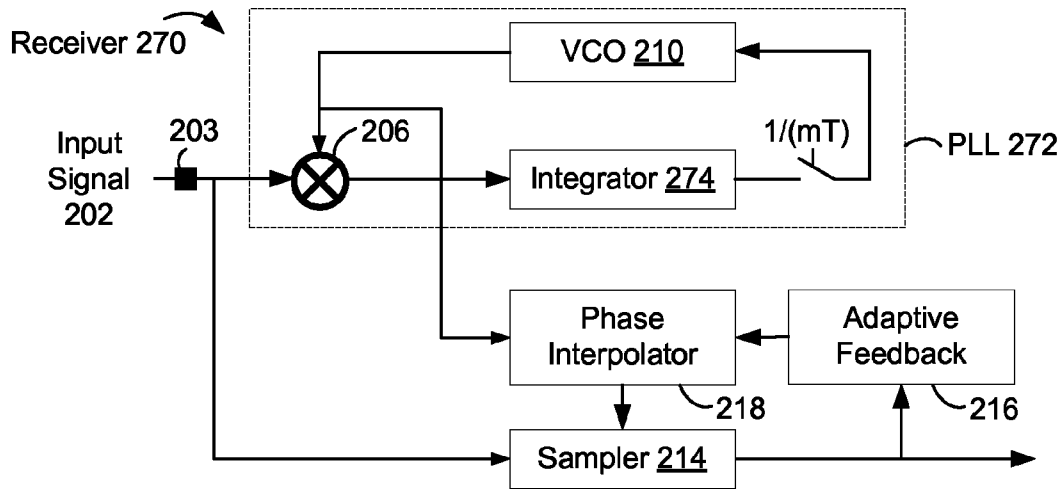 Receiver 270
VCO 210
203
206
1/(mT)
Input
Signal
202
Integrator 274
PLL 272
Phase
Interpolator
Adaptive
Feedback
218
216
Sampler 214